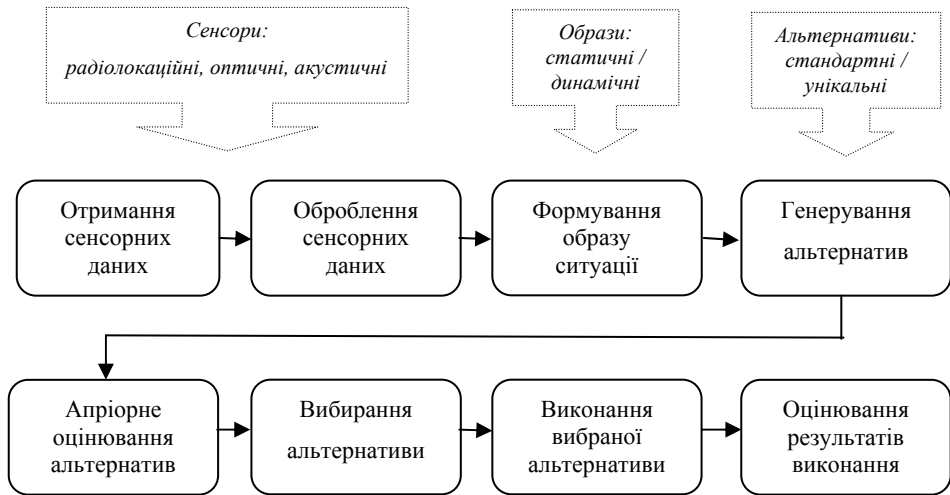 Сенсори:
радіолокаційні, оптичні, акустичні
Образи:
статичні /
динамічні
Альтернативи:
стандартні /
унікальні
Отримання
сенсорних
даних
Оброблення
сенсорних
даних
Формування
образу
ситуації
Генерування
альтернатив
Апріорне
оцінювання
альтернатив
Вибирання
альтернативи
Виконання
вибраної
альтернативи
Оцінювання
результатів
виконання